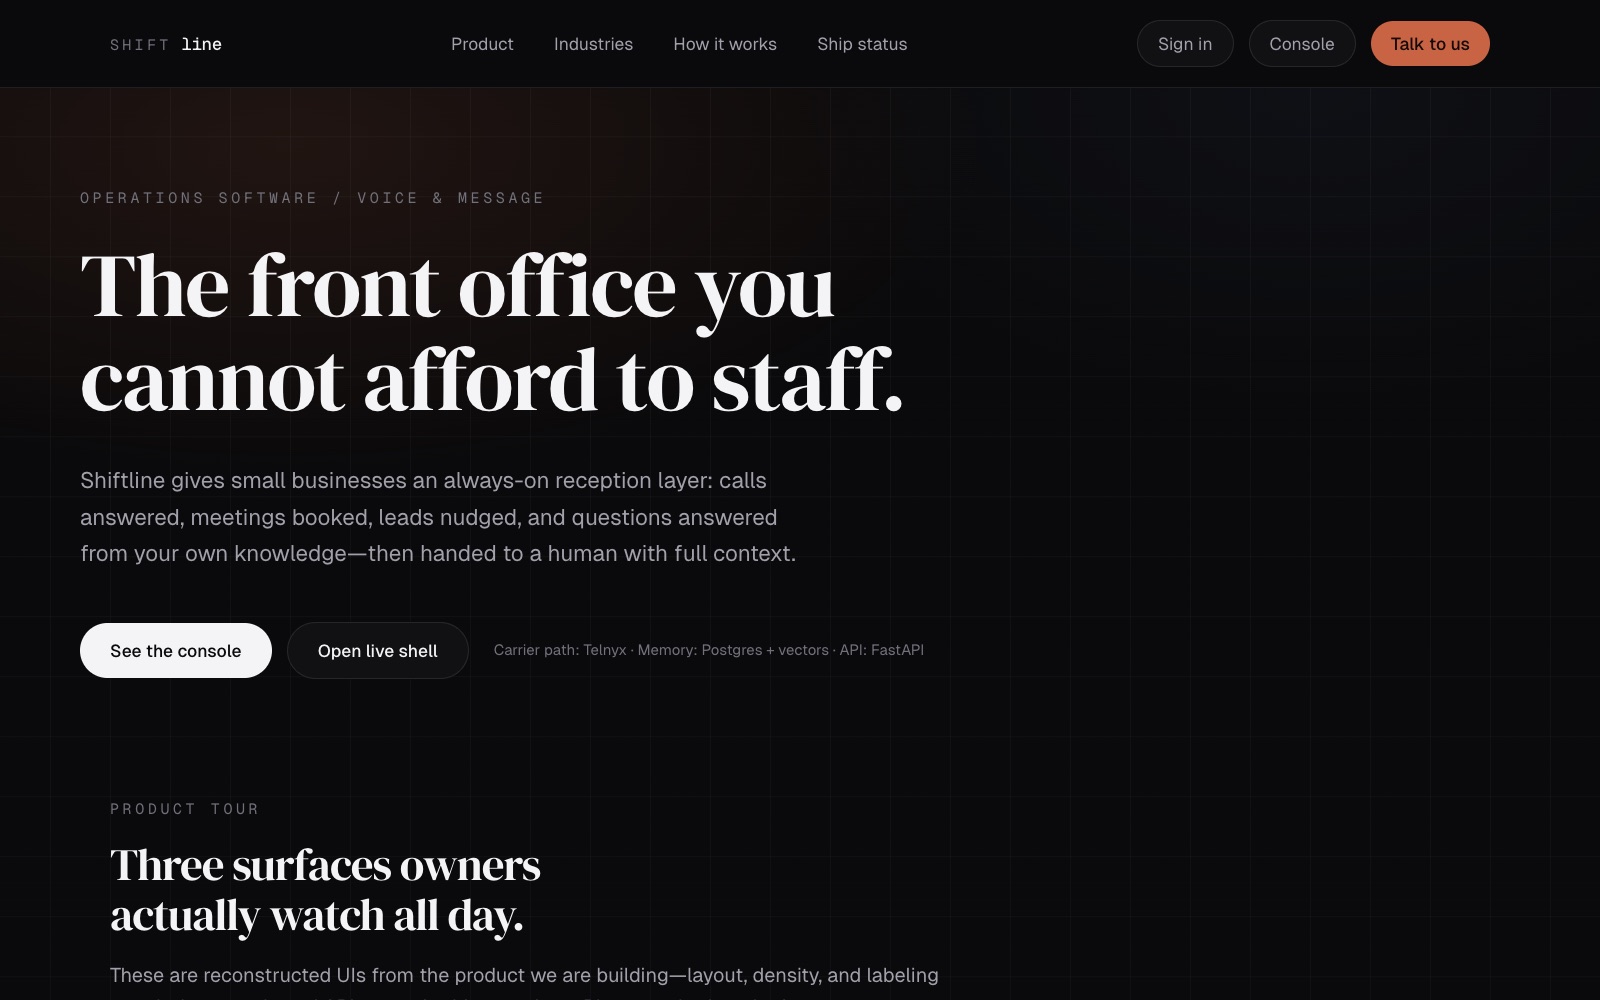 SHIFT line
Product
Industries
How it works
Ship status
Sign in
Console
Talk to us
OPERATIONS SOFTWARE / VOICE & MESSAGE
The front office you
cannot afford to staff.
Shiftline gives small businesses an always-on reception layer: calls
answered, meetings booked, leads nudged, and questions answered
from your own knowledge—then handed to a human with full context.
See the console
Open live shell
Carrier path: Telnyx · Memory: Postgres + vectors · API: FastAPI
PRODUCT TOUR
Three surfaces owners
actually watch all day.
These are reconstructed UIs from the product we are building—layout, density, and labeling